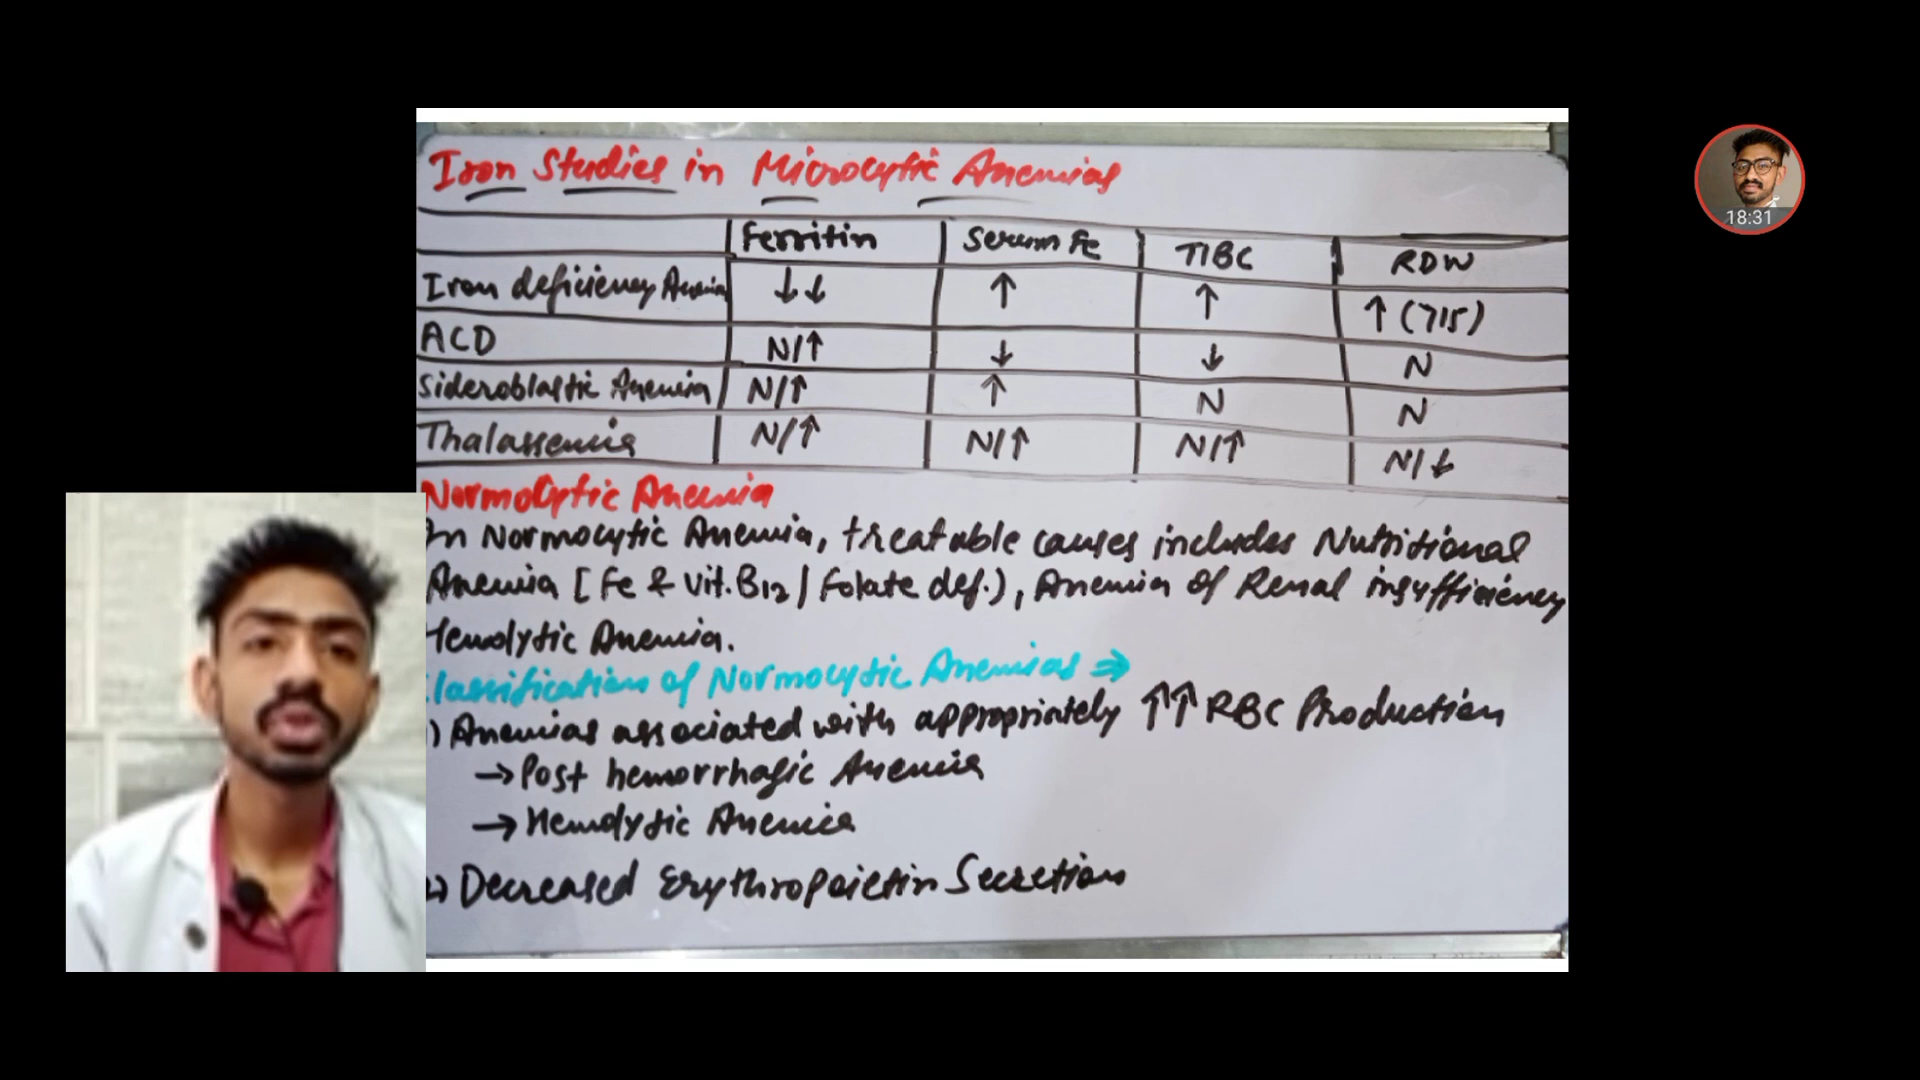 Iron Studies in Microcytic Anemias
Ferritin Serum Fe TIBC RDW
Iron deficiency Anemia ↓↓ ↑ ↑ ↑ (715)
ACD N/↑ ↓ ↓ N
Sideroblastic Anemia N/↑ ↑ N N
Thalassemia N/↑ N/↑ N/↑ N/↓
Normocytic Anemia
In Normocytic Anemia, treatable causes includes Nutritional
Anemia [Fe & Vit. B12 / Folate def.), Anemia of Renal insufficiency
Hemolytic Anemia.
Classification of Normocytic Anemias ⇒
1) Anemias associated with appropriately ↑↑ RBC Production
→ Post hemorrhagic Anemia
→ Hemolytic Anemia
2) Decreased Erythropoietin Secretion
18:31